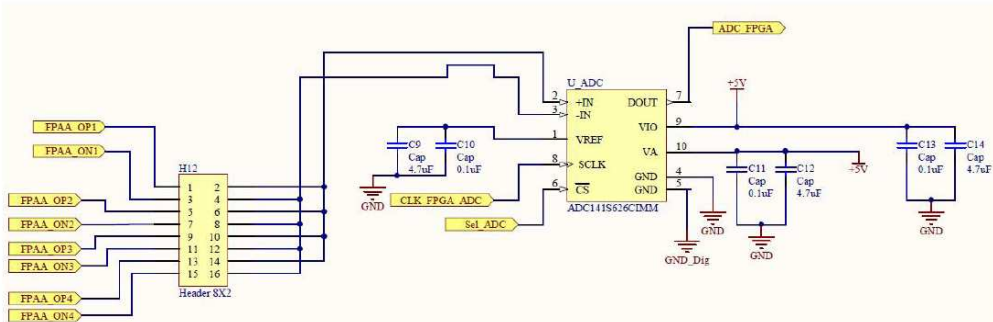 ADC_FPGA
U_ADC
+5V
2 +IN DOUT 7
3 -IN
FPAA_OP1
VIO 9
1 VREF
FPAA_ON1
C9
Cap
4.7uF
C10
Cap
0.1uF
VA 10
C13
Cap
0.1uF
C14
Cap
4.7uF
H12
8 SCLK
C11
Cap
0.1uF
C12
Cap
4.7uF
+5V
GND 4
FPAA_OP2
1 2
3 4
5 6
7 8
9 10
11 12
13 14
15 16
GND
CLK_FPGA_ADC
6 CS
GND 5
ADC141S626CIMM
FPAA_ON2
Sel_ADC
GND
GND
GND
FPAA_OP3
GND_Dig
FPAA_ON3
Header 8X2
FPAA_OP4
FPAA_ON4